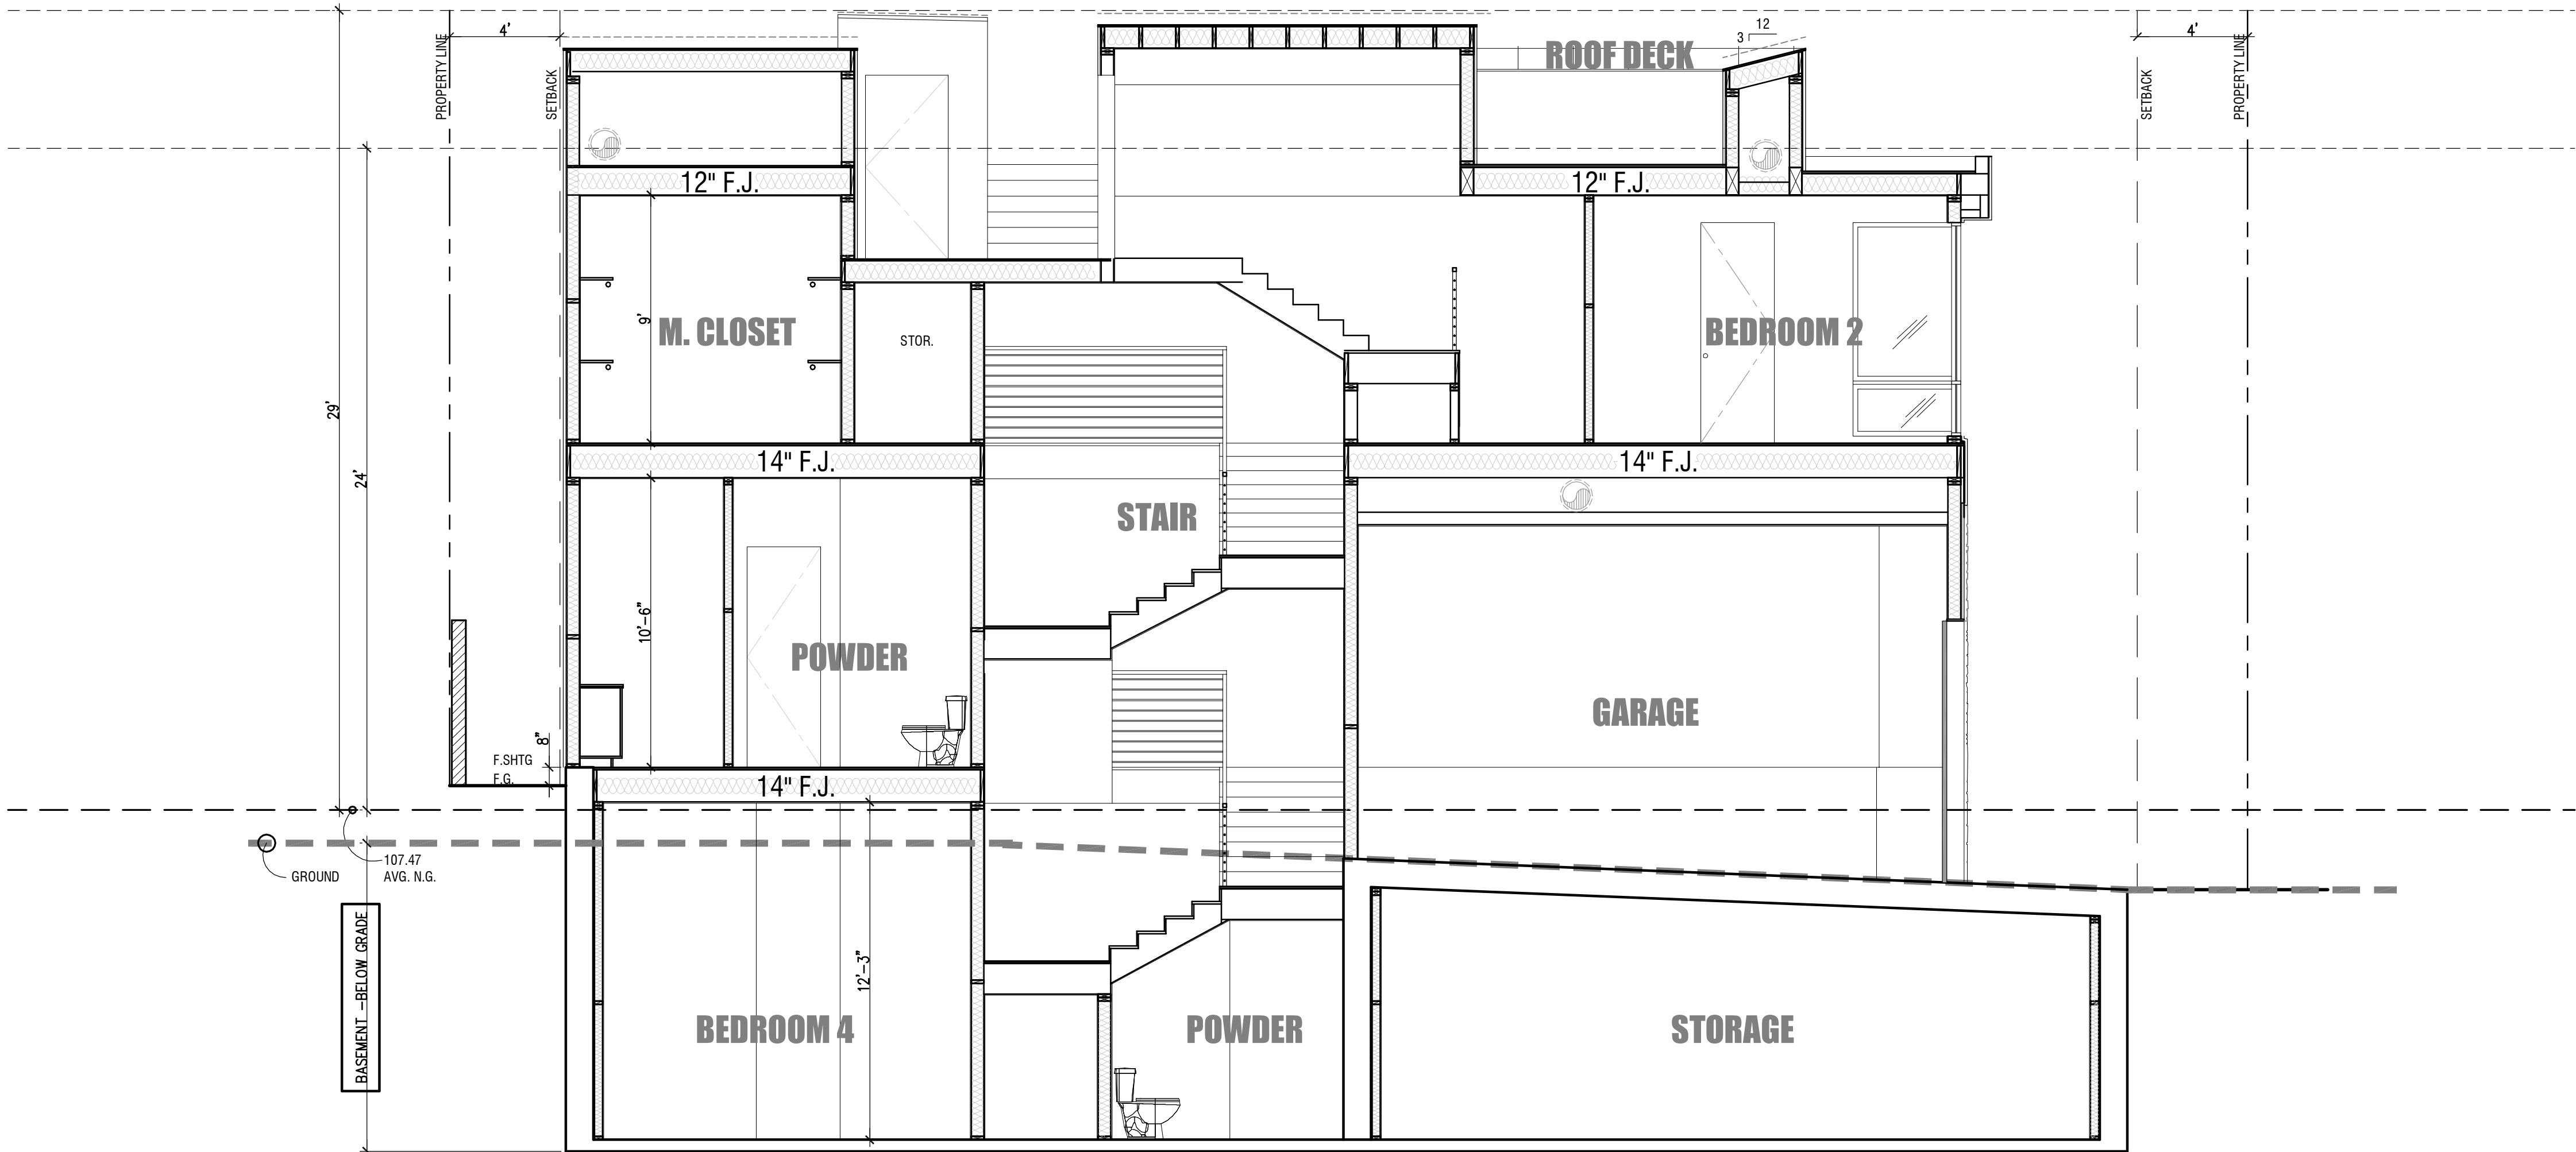 4'
PROPERTY LINE
SETBACK
ROOF DECK
12
3
4'
SETBACK
PROPERTY LINE
12" F.J.
12" F.J.
29'
24'
9'
M. CLOSET
STOR.
BEDROOM 2
14" F.J.
14" F.J.
STAIR
10'-6"
POWDER
GARAGE
8"
F.SHTG
F.G.
14" F.J.
107.47
AVG. N.G.
GROUND
BASEMENT -BELOW GRADE
12'-3"
BEDROOM 4
POWDER
STORAGE